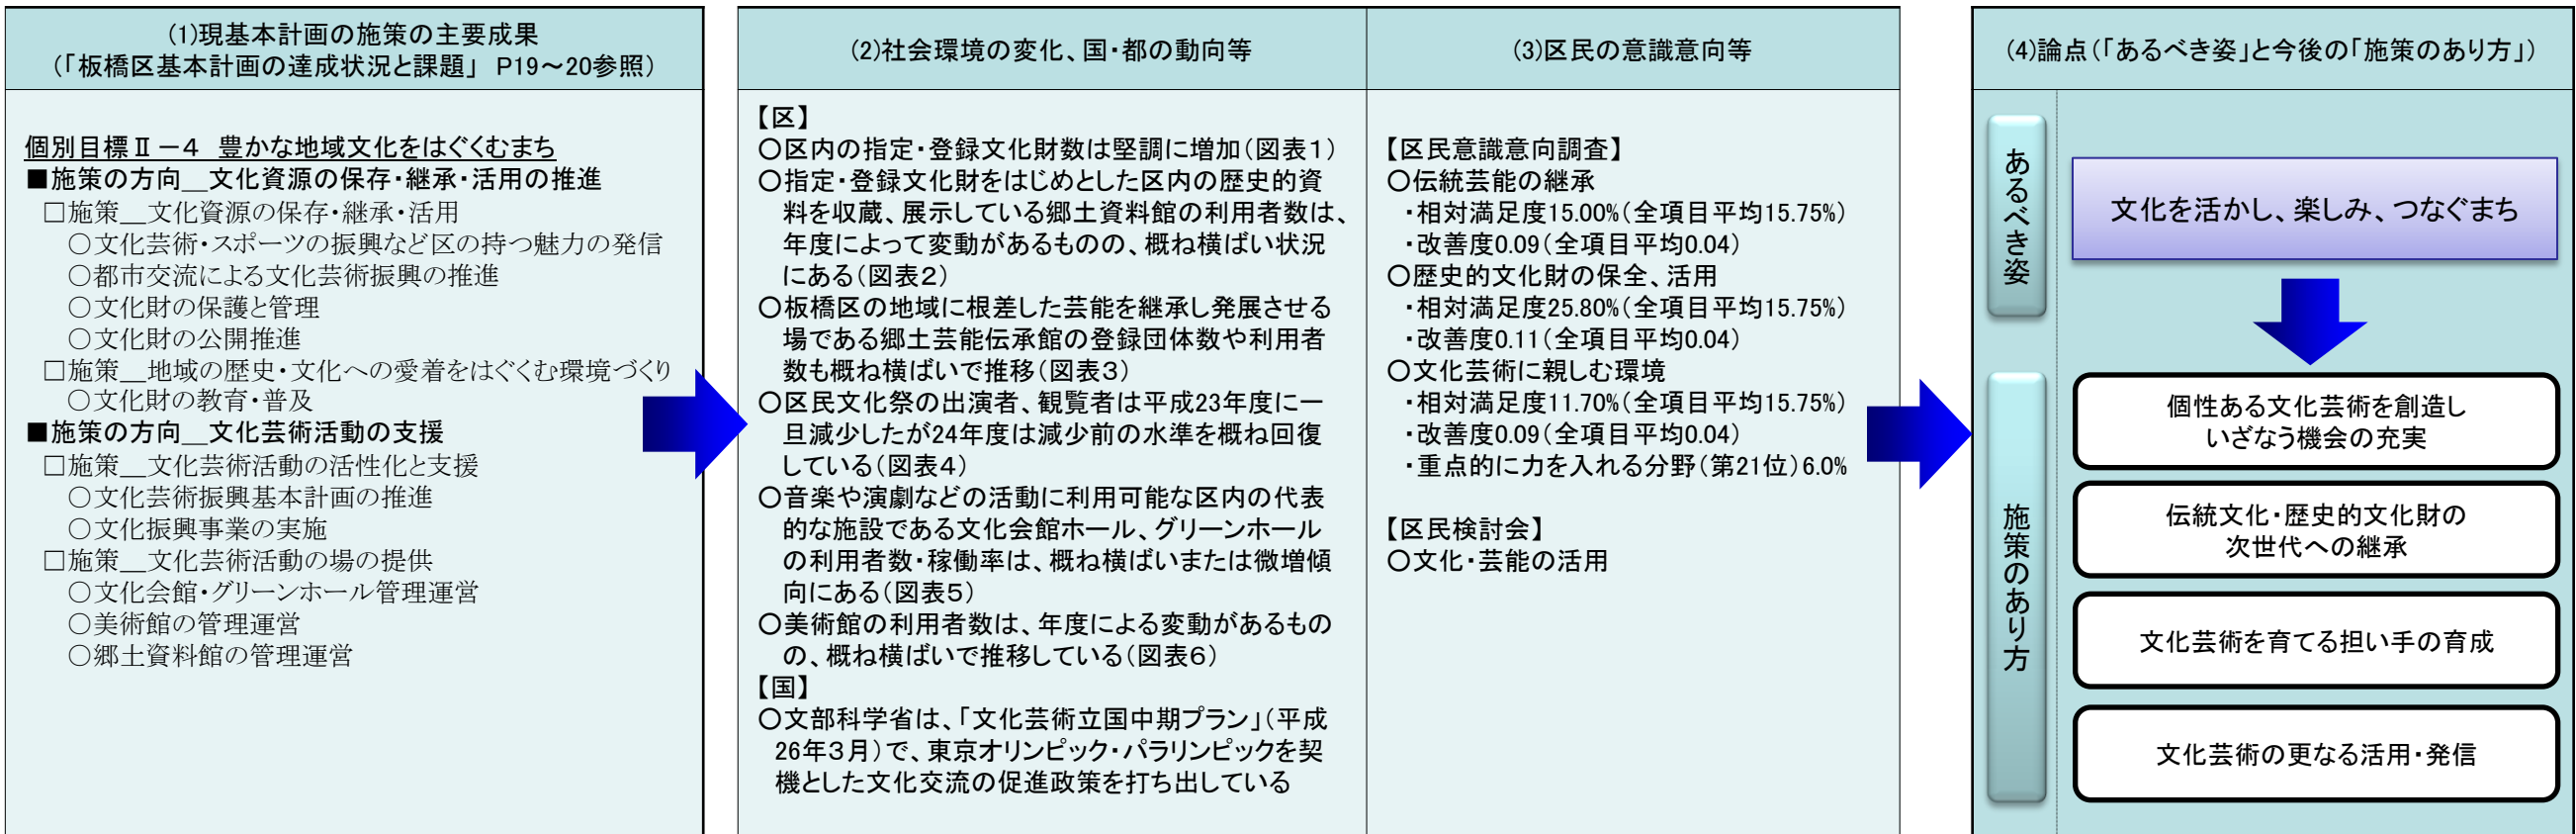 (1)現基本計画の施策の主要成果
(「板橋区基本計画の達成状況と課題」 P19～20参照)
個別目標Ⅱ－4 豊かな地域文化をはぐくむまち
■施策の方向__文化資源の保存・継承・活用の推進
□施策__文化資源の保存・継承・活用
○文化芸術・スポーツの振興など区の持つ魅力の発信
○都市交流による文化芸術振興の推進
○文化財の保護と管理
○文化財の公開推進
□施策__地域の歴史・文化への愛着をはぐくむ環境づくり
○文化財の教育・普及
■施策の方向__文化芸術活動の支援
□施策__文化芸術活動の活性化と支援
○文化芸術振興基本計画の推進
○文化振興事業の実施
□施策__文化芸術活動の場の提供
○文化会館・グリーンホール管理運営
○美術館の管理運営
○郷土資料館の管理運営
(2)社会環境の変化、国・都の動向等
【区】
○区内の指定・登録文化財数は堅調に増加(図表1)
○指定・登録文化財をはじめとした区内の歴史的資
料を収蔵、展示している郷土資料館の利用者数は、
年度によって変動があるものの、概ね横ばい状況
にある(図表2)
○板橋区の地域に根差した芸能を継承し発展させる
場である郷土芸能伝承館の登録団体数や利用者
数も概ね横ばいで推移(図表3)
○区民文化祭の出演者、観覧者は平成23年度に一
旦減少したが24年度は減少前の水準を概ね回復
している(図表4)
○音楽や演劇などの活動に利用可能な区内の代表
的な施設である文化会館ホール、グリーンホール
の利用者数・稼働率は、概ね横ばいまたは微増傾
向にある(図表5)
○美術館の利用者数は、年度による変動があるもの
の、概ね横ばいで推移している(図表6)
【国】
○文部科学省は、「文化芸術立国中期プラン」(平成
26年3月)で、東京オリンピック・パラリンピックを契
機とした文化交流の促進政策を打ち出している
(3)区民の意識意向等
【区民意識意向調査】
○伝統芸能の継承
・相対満足度15.00%(全項目平均15.75%)
・改善度0.09(全項目平均0.04)
○歴史的文化財の保全、活用
・相対満足度25.80%(全項目平均15.75%)
・改善度0.11(全項目平均0.04)
○文化芸術に親しむ環境
・相対満足度11.70%(全項目平均15.75%)
・改善度0.09(全項目平均0.04)
・重点的に力を入れる分野(第21位)6.0%
【区民検討会】
○文化・芸能の活用
(4)論点(「あるべき姿」と今後の「施策のあり方」)
あるべき姿
文化を活かし、楽しみ、つなぐまち
施策のあり方
個性ある文化芸術を創造し
いざなう機会の充実
伝統文化・歴史的文化財の
次世代への継承
文化芸術を育てる担い手の育成
文化芸術の更なる活用・発信